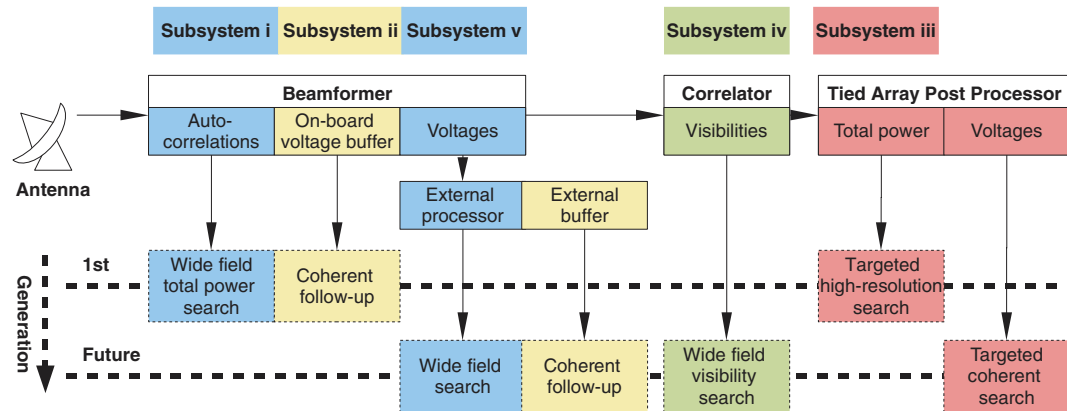 Subsystem i
Subsystem ii
Subsystem v
Subsystem iv
Subsystem iii
Beamformer
Correlator
Tied Array Post Processor
Auto-
correlations
On-board
voltage buffer
Voltages
Visibilities
Total power
Voltages
Antenna
External
processor
External
buffer
Generation
1st
Wide field
total power
search
Coherent
follow-up
Targeted
high-resolution
search
Future
Wide field
search
Coherent
follow-up
Wide field
visibility
search
Targeted
coherent
search